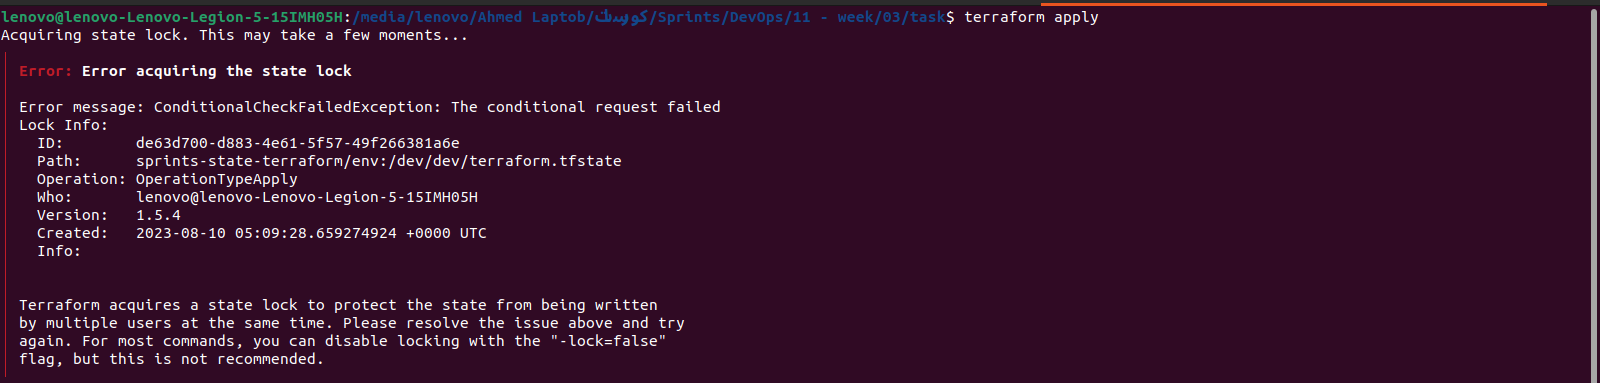 lenovo@lenovo-Lenovo-Legion-5-15IMH05H:/media/lenovo/Ahmed Laptob/كورسات/Sprints/DevOps/11 - week/03/task$ terraform apply
Acquiring state lock. This may take a few moments...
Error: Error acquiring the state lock
Error message: ConditionalCheckFailedException: The conditional request failed
Lock Info:
ID: de63d700-d883-4e61-5f57-49f266381a6e
Path: sprints-state-terraform/env:/dev/dev/terraform.tfstate
Operation: OperationTypeApply
Who: lenovo@lenovo-Lenovo-Legion-5-15IMH05H
Version: 1.5.4
Created: 2023-08-10 05:09:28.659274924 +0000 UTC
Info:
Terraform acquires a state lock to protect the state from being written
by multiple users at the same time. Please resolve the issue above and try
again. For most commands, you can disable locking with the "-lock=false"
flag, but this is not recommended.